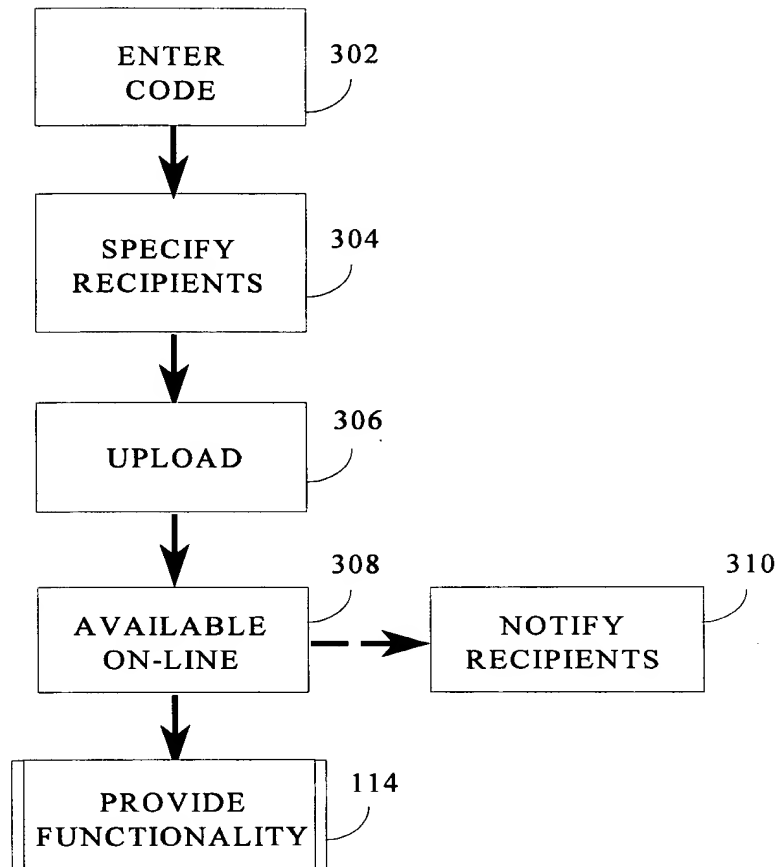 ENTER
CODE
302
SPECIFY
RECIPIENTS
304
UPLOAD
306
AVAILABLE
ON-LINE
308
NOTIFY
RECIPIENTS
310
PROVIDE
FUNCTIONALITY
114